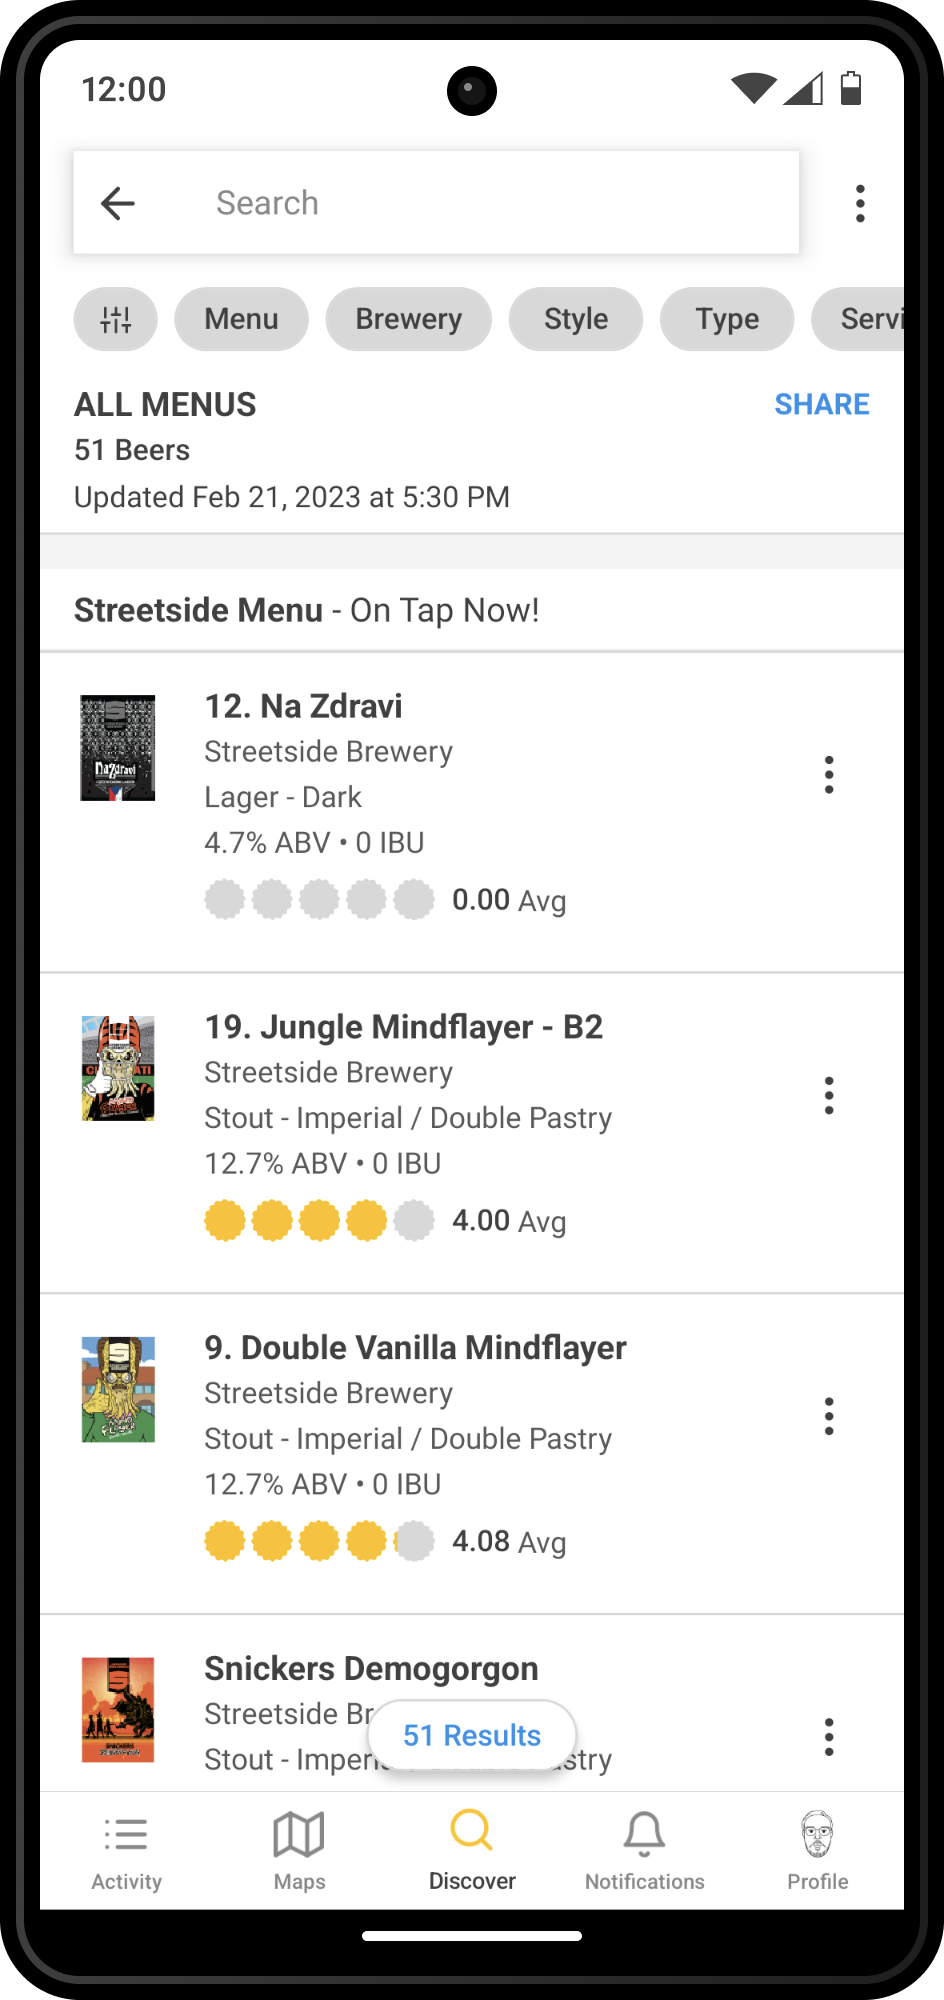 12:00
Search
Menu
Brewery
Style
Type
Servi
ALL MENUS
SHARE
51 Beers
Updated Feb 21, 2023 at 5:30 PM
Streetside Menu - On Tap Now!
NaZdravi
12. Na Zdravi
Streetside Brewery
Lager - Dark
4.7% ABV • 0 IBU
0.00 Avg
19. Jungle Mindflayer - B2
Streetside Brewery
Stout - Imperial / Double Pastry
12.7% ABV • 0 IBU
4.00 Avg
9. Double Vanilla Mindflayer
Streetside Brewery
Stout - Imperial / Double Pastry
12.7% ABV • 0 IBU
4.08 Avg
SNICKERS
Snickers Demogorgon
Streetside Br
51 Results
Stout - Imper
stry
Activity
Maps
Discover
Notifications
Profile